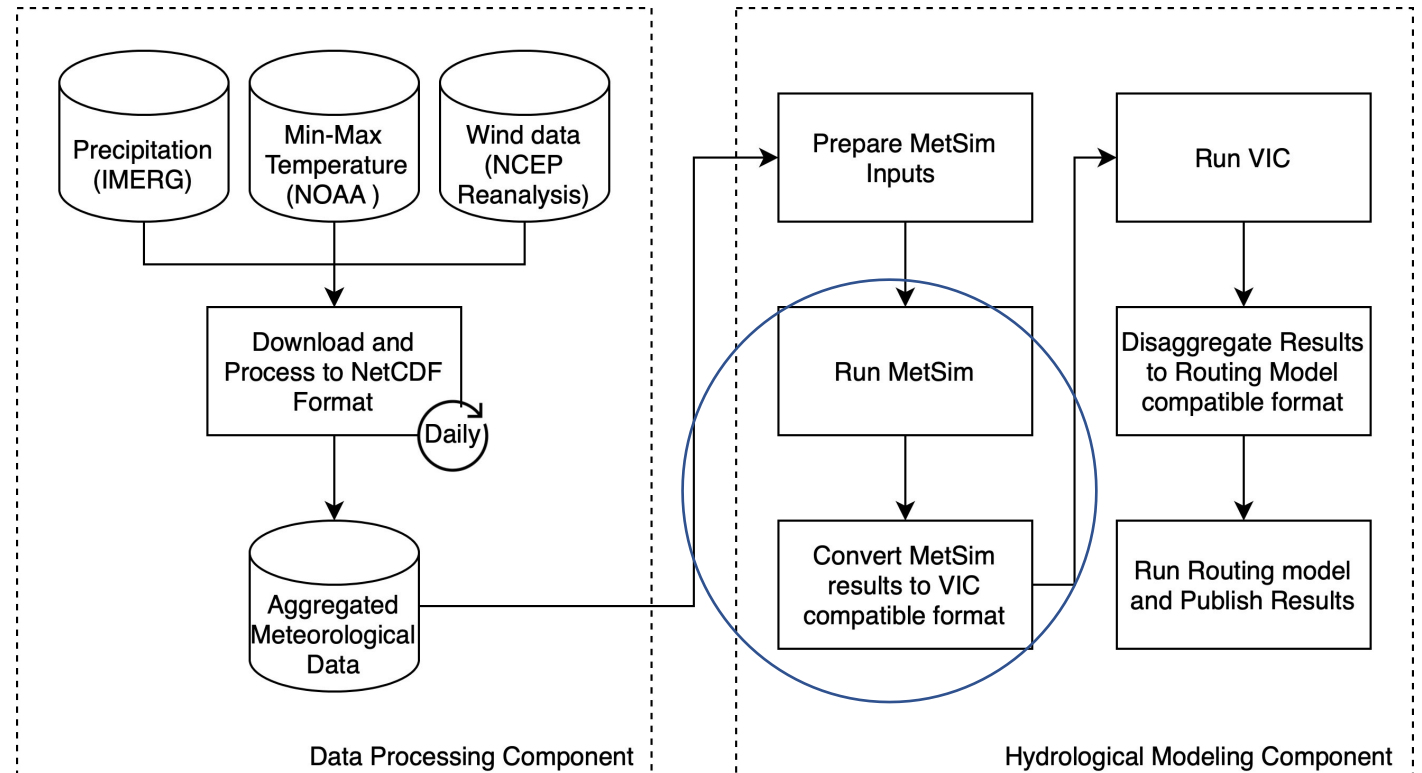 Precipitation
(IMERG)
Min-Max
Temperature
(NOAA )
Wind data
(NCEP
Reanalysis)
Download and
Process to NetCDF
Format
Daily
Aggregated
Meteorological
Data
Data Processing Component
Prepare MetSim
Inputs
Run MetSim
Convert MetSim
results to VIC
compatible format
Run VIC
Disaggregate Results
to Routing Model
compatible format
Run Routing model
and Publish Results
Hydrological Modeling Component